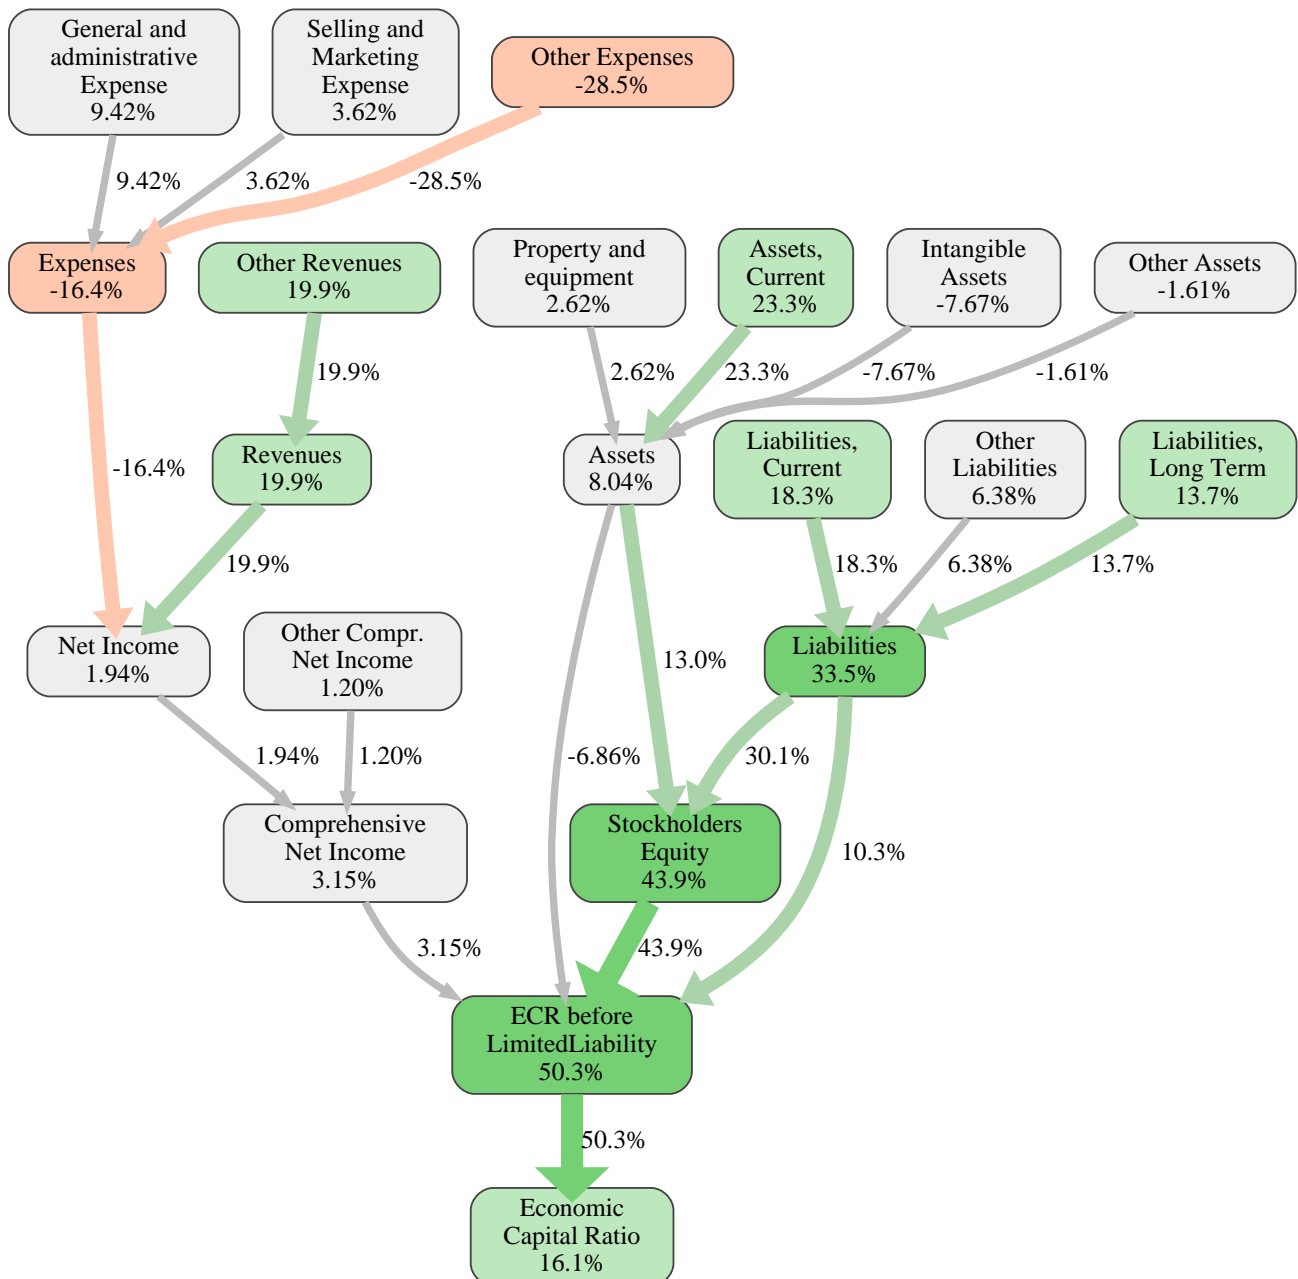 General and
administrative
Expense
9.42%
Selling and
Marketing
Expense
3.62%
Other Expenses
-28.5%
9.42%
3.62%
-28.5%
Expenses
-16.4%
Other Revenues
19.9%
Property and
equipment
2.62%
Assets,
Current
23.3%
Intangible
Assets
-7.67%
Other Assets
-1.61%
19.9%
2.62%
23.3%
-7.67%
-1.61%
-16.4%
Revenues
19.9%
Assets
8.04%
Liabilities,
Current
18.3%
Other
Liabilities
6.38%
Liabilities,
Long Term
13.7%
19.9%
18.3%
6.38%
13.7%
Net Income
1.94%
Other Compr.
Net Income
1.20%
13.0%
Liabilities
33.5%
1.94%
1.20%
-6.86%
30.1%
Comprehensive
Net Income
3.15%
Stockholders
Equity
43.9%
10.3%
3.15%
43.9%
ECR before
LimitedLiability
50.3%
50.3%
Economic
Capital Ratio
16.1%